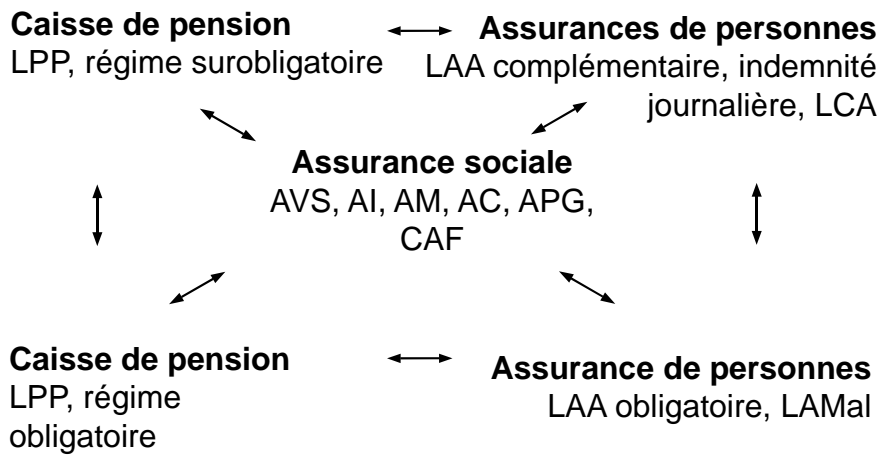 Caisse de pension
LPP, régime surobligatoire
Assurances de personnes
LAA complémentaire, indemnité
journalière, LCA
Assurance sociale
AVS, AI, AM, AC, APG,
CAF
Caisse de pension
LPP, régime
obligatoire
Assurance de personnes
LAA obligatoire, LAMal